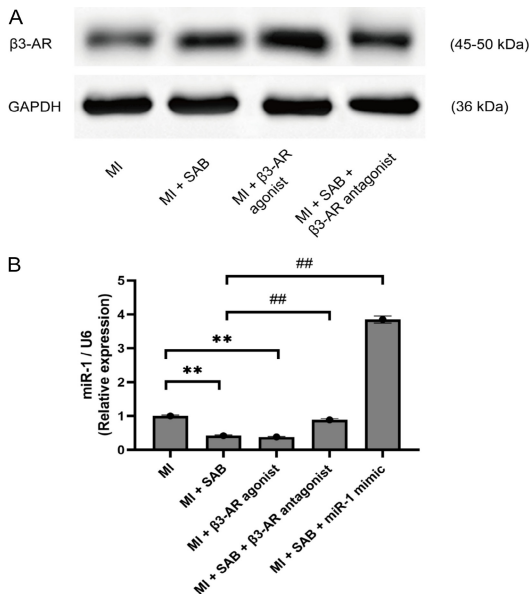 A
β3-AR
(45-50 kDa)
GAPDH
(36 kDa)
MI
MI + SAB
MI + β3-AR
agonist
MI + SAB +
β3-AR antagonist
B
miR-1 / U6
(Relative expression)
5
4
3
2
1
0
##
##
**
**
MI
MI + SAB
MI + β3-AR agonist
MI + SAB + β3-AR antagonist
MI + SAB + miR-1 mimic